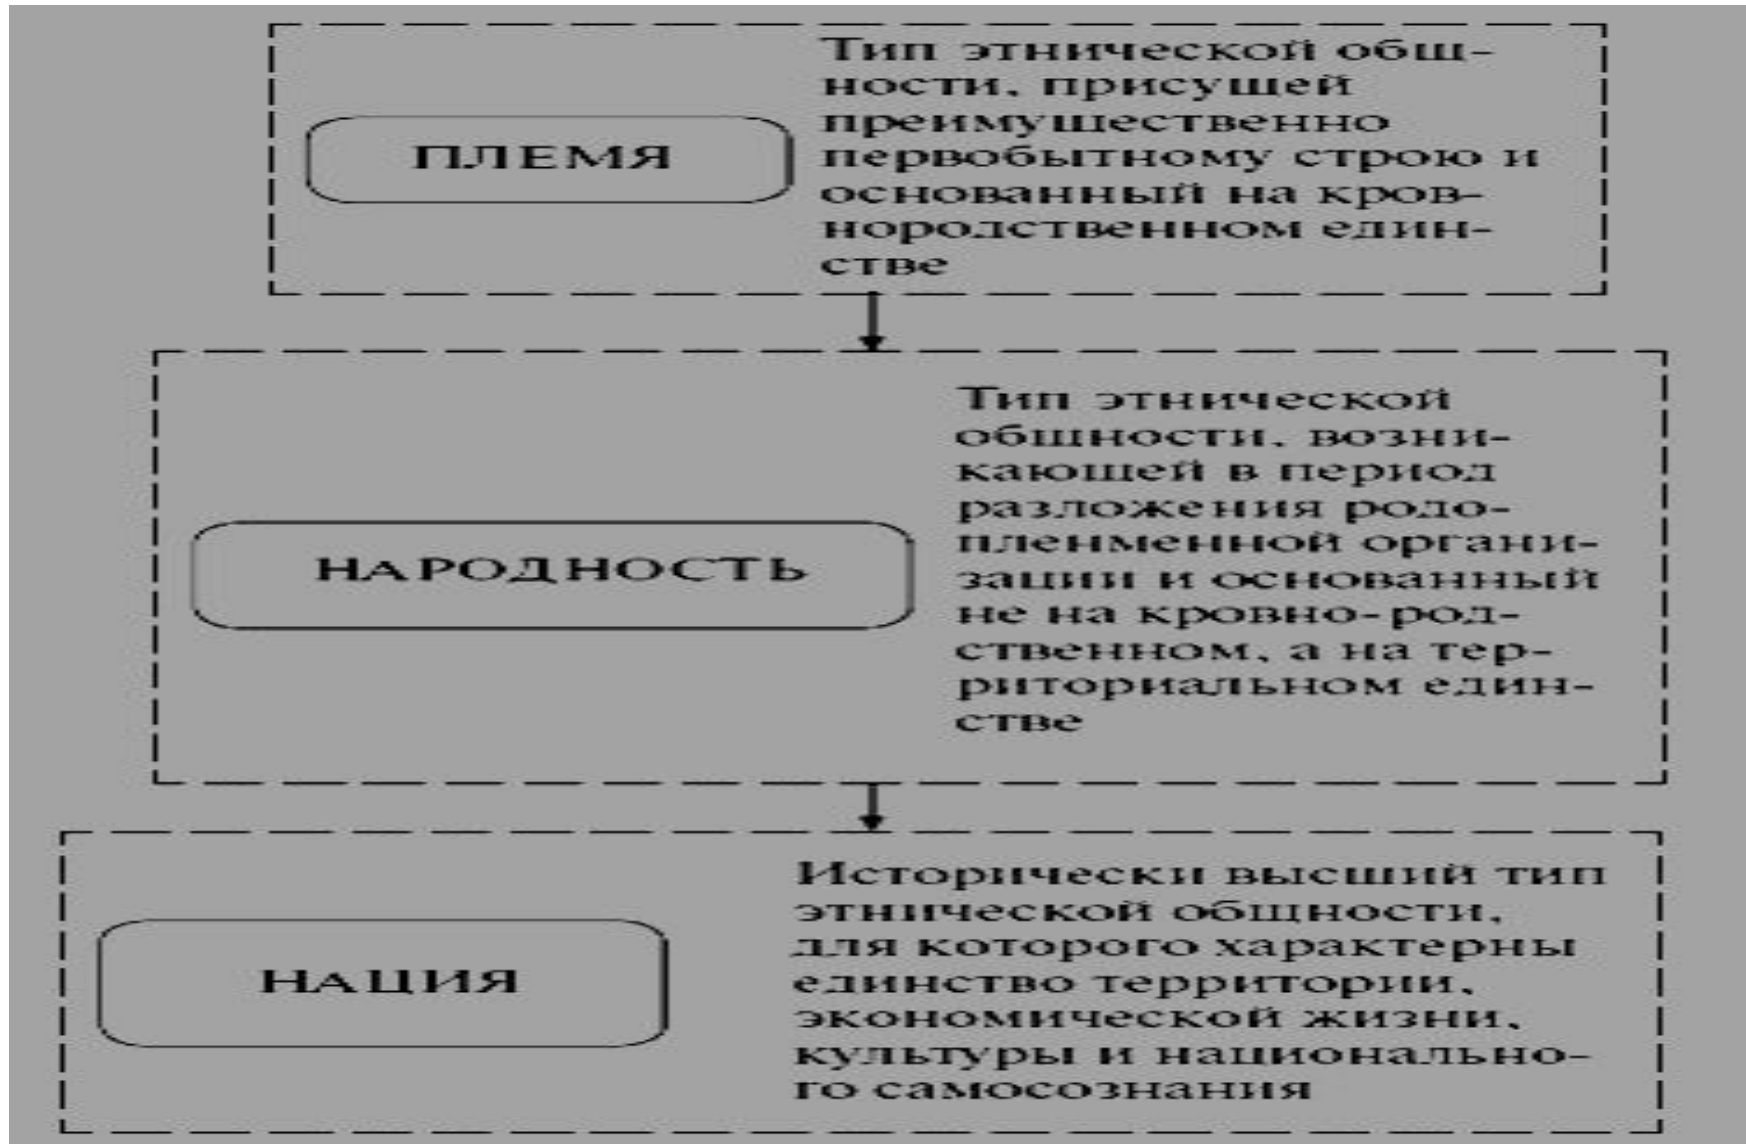 Тип этнической общ-
ности, присущей
преимущественно
ПЛЕМЯ
первобытному строю и
основанный на кров-
нородственном един-
стве
Тип этнической
общности, возни-
кающей в период
разложения родо-
пленменной органи-
НАРОДНОСТЬ
зации и основанный
не на кровно-род-
ственном, а на тер-
риториальном един-
стве
Исторически высший тип
этнической общности,
для которого характерны
НАЦИЯ
единство территории,
экономической жизни,
культуры и национально-
го самосознания